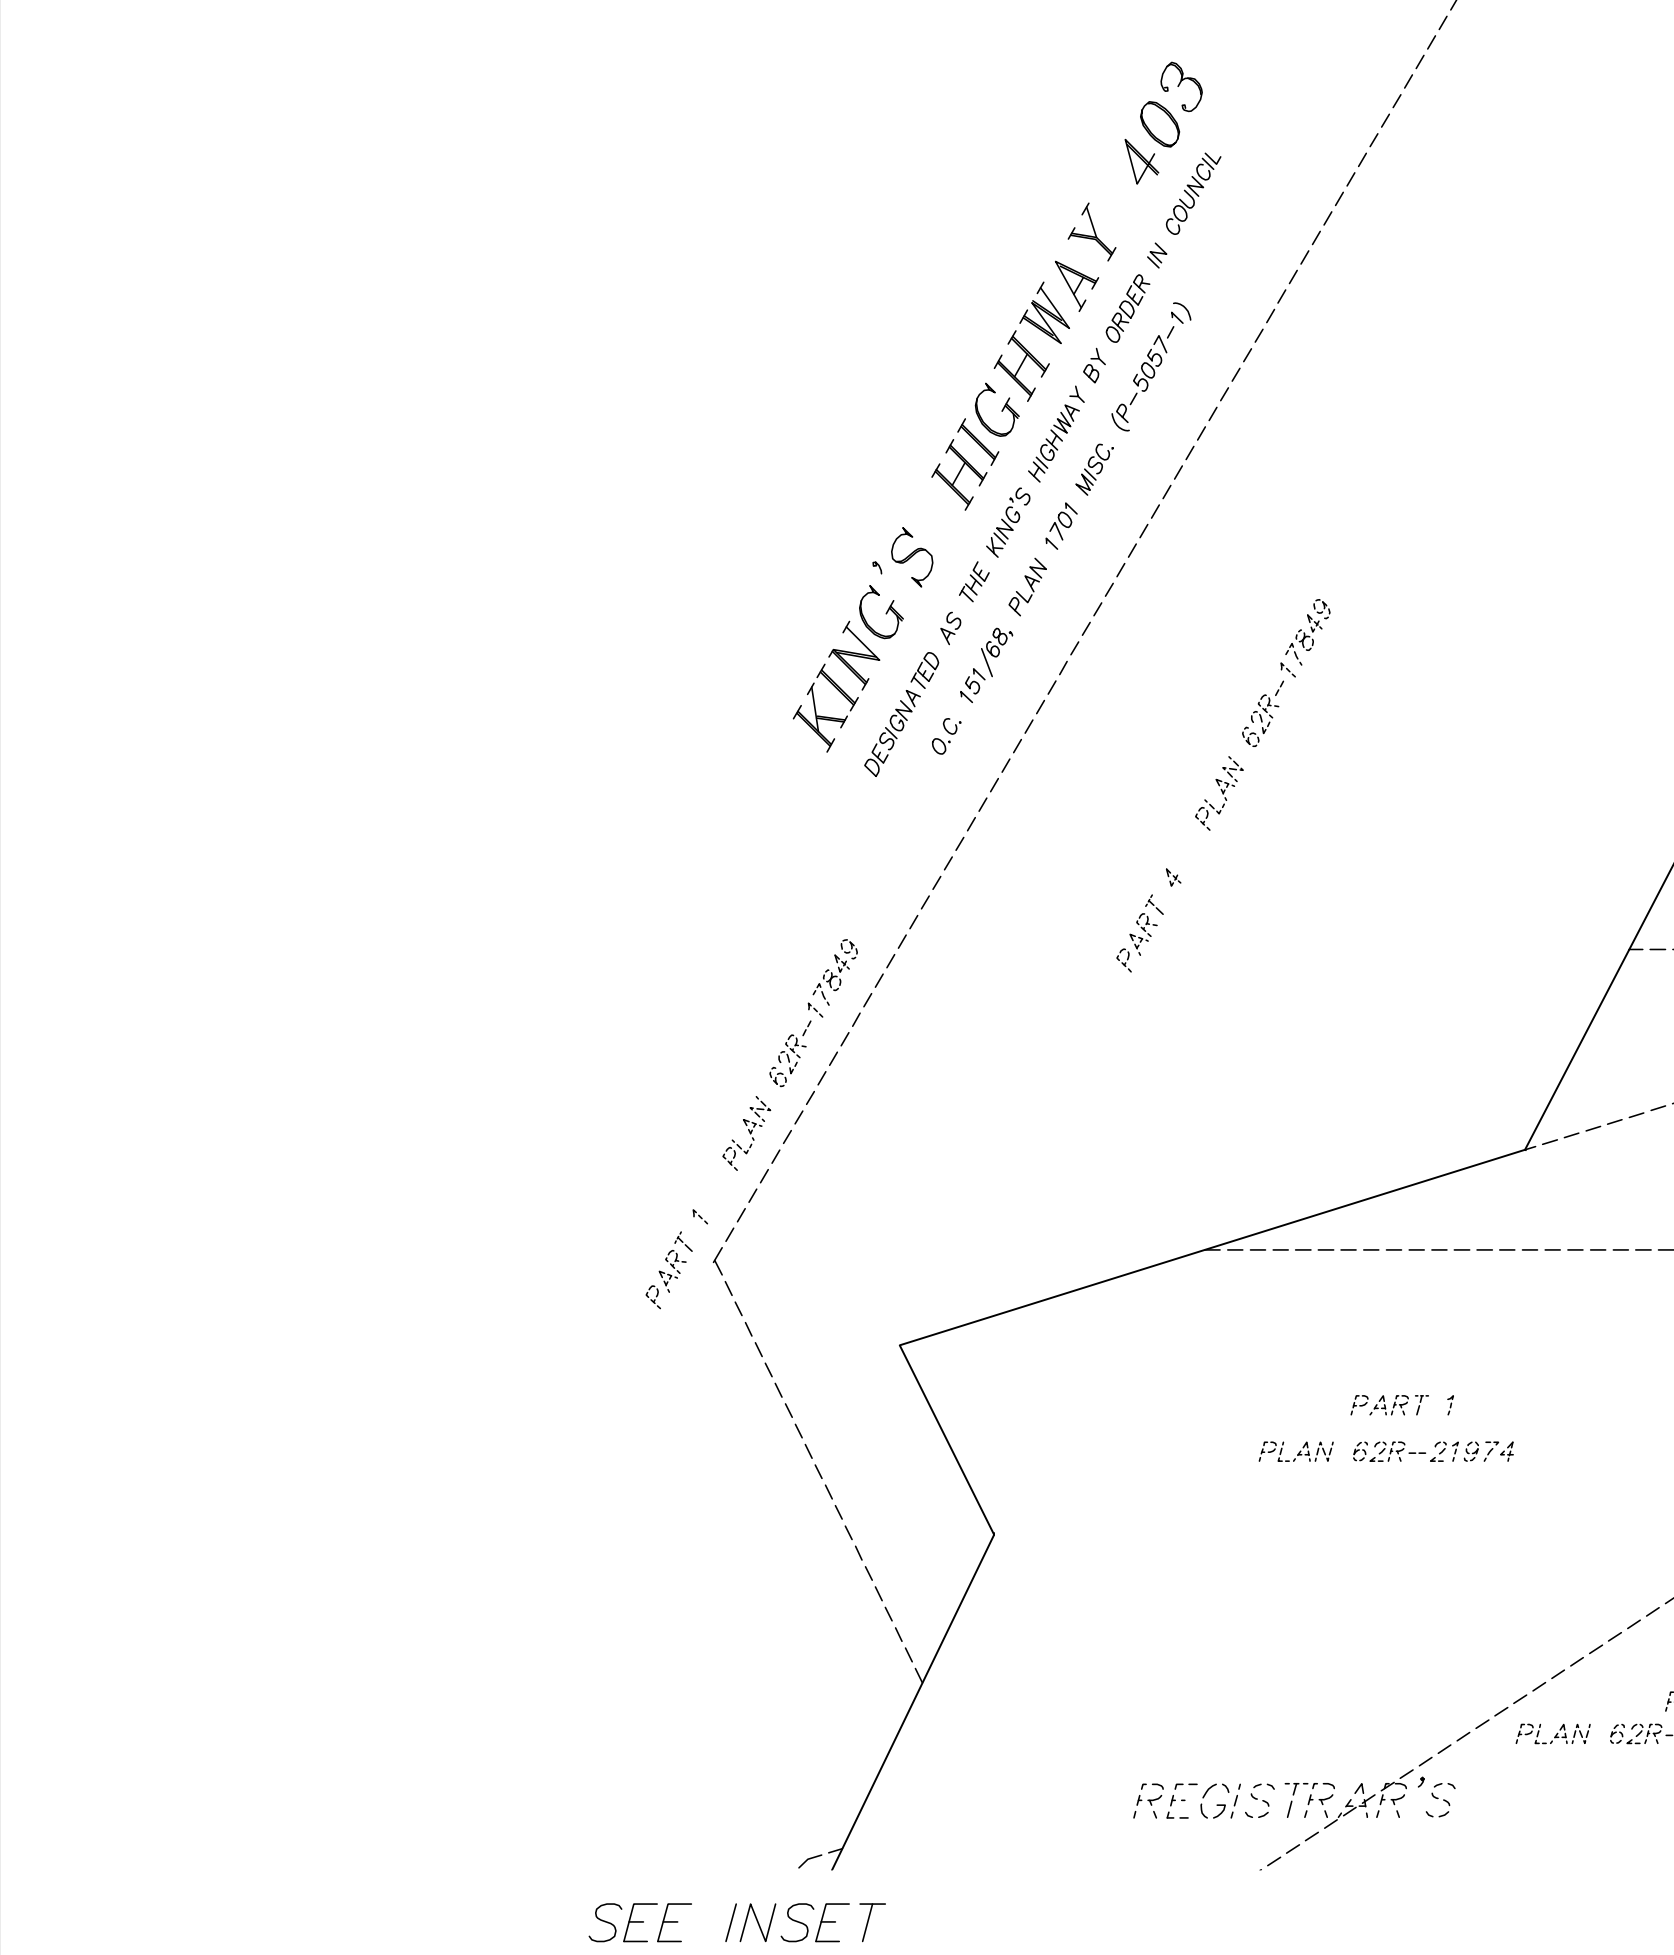 KING'S HIGHWAY 403
DESIGNATED AS THE KING'S HIGHWAY BY ORDER IN COUNCIL
O.C. 151/68, PLAN 1701 MISC. (P-5057-1)
PART 4 PLAN 62R-17849
PART 1 PLAN 62R-17849
PART 1
PLAN 62R-21974
PLAN 62R-
REGISTRAR'S
SEE INSET